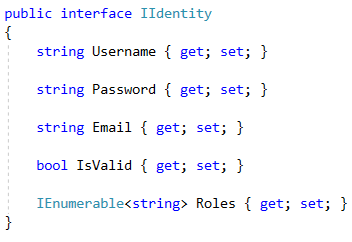 public interface IIdentity
{
    string Username { get; set; }
    string Password { get; set; }
    string Email { get; set; }
    bool IsValid { get; set; }
    IEnumerable<string> Roles { get; set; }
}